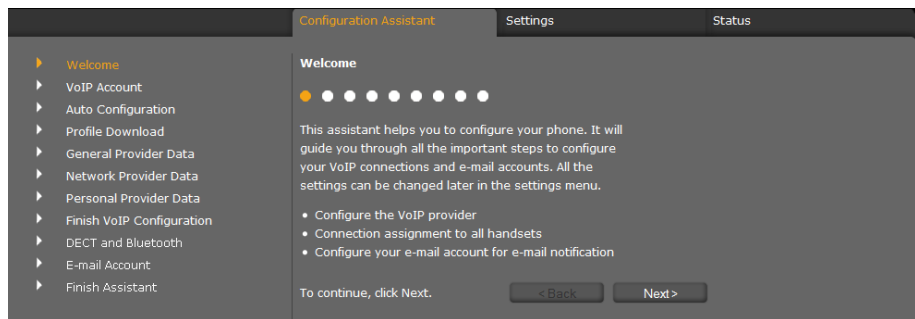 Configuration Assistant Settings Status
Welcome
VoIP Account
Auto Configuration
Profile Download
General Provider Data
Network Provider Data
Personal Provider Data
Finish VoIP Configuration
DECT and Bluetooth
E-mail Account
Finish Assistant
Welcome
This assistant helps you to configure your phone. It will
guide you through all the important steps to configure
your VoIP connections and e-mail accounts. All the
settings can be changed later in the settings menu.
• Configure the VoIP provider
• Connection assignment to all handsets
• Configure your e-mail account for e-mail notification
To continue, click Next. < Back Next >